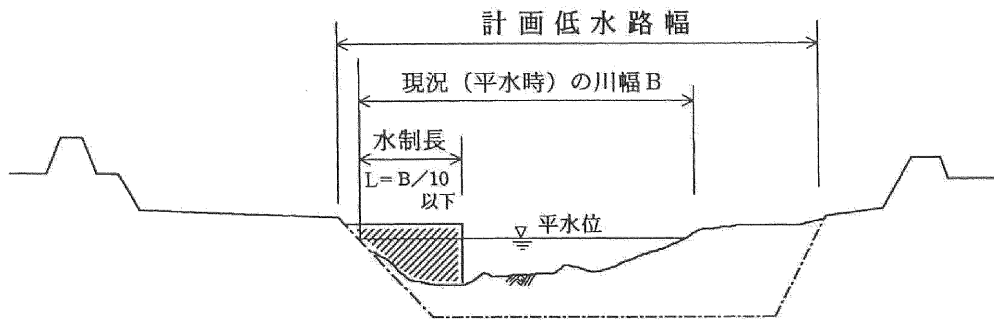 計画低水路幅
現況（平水時）の川幅B
水制長
L＝B／10
以下
平水位